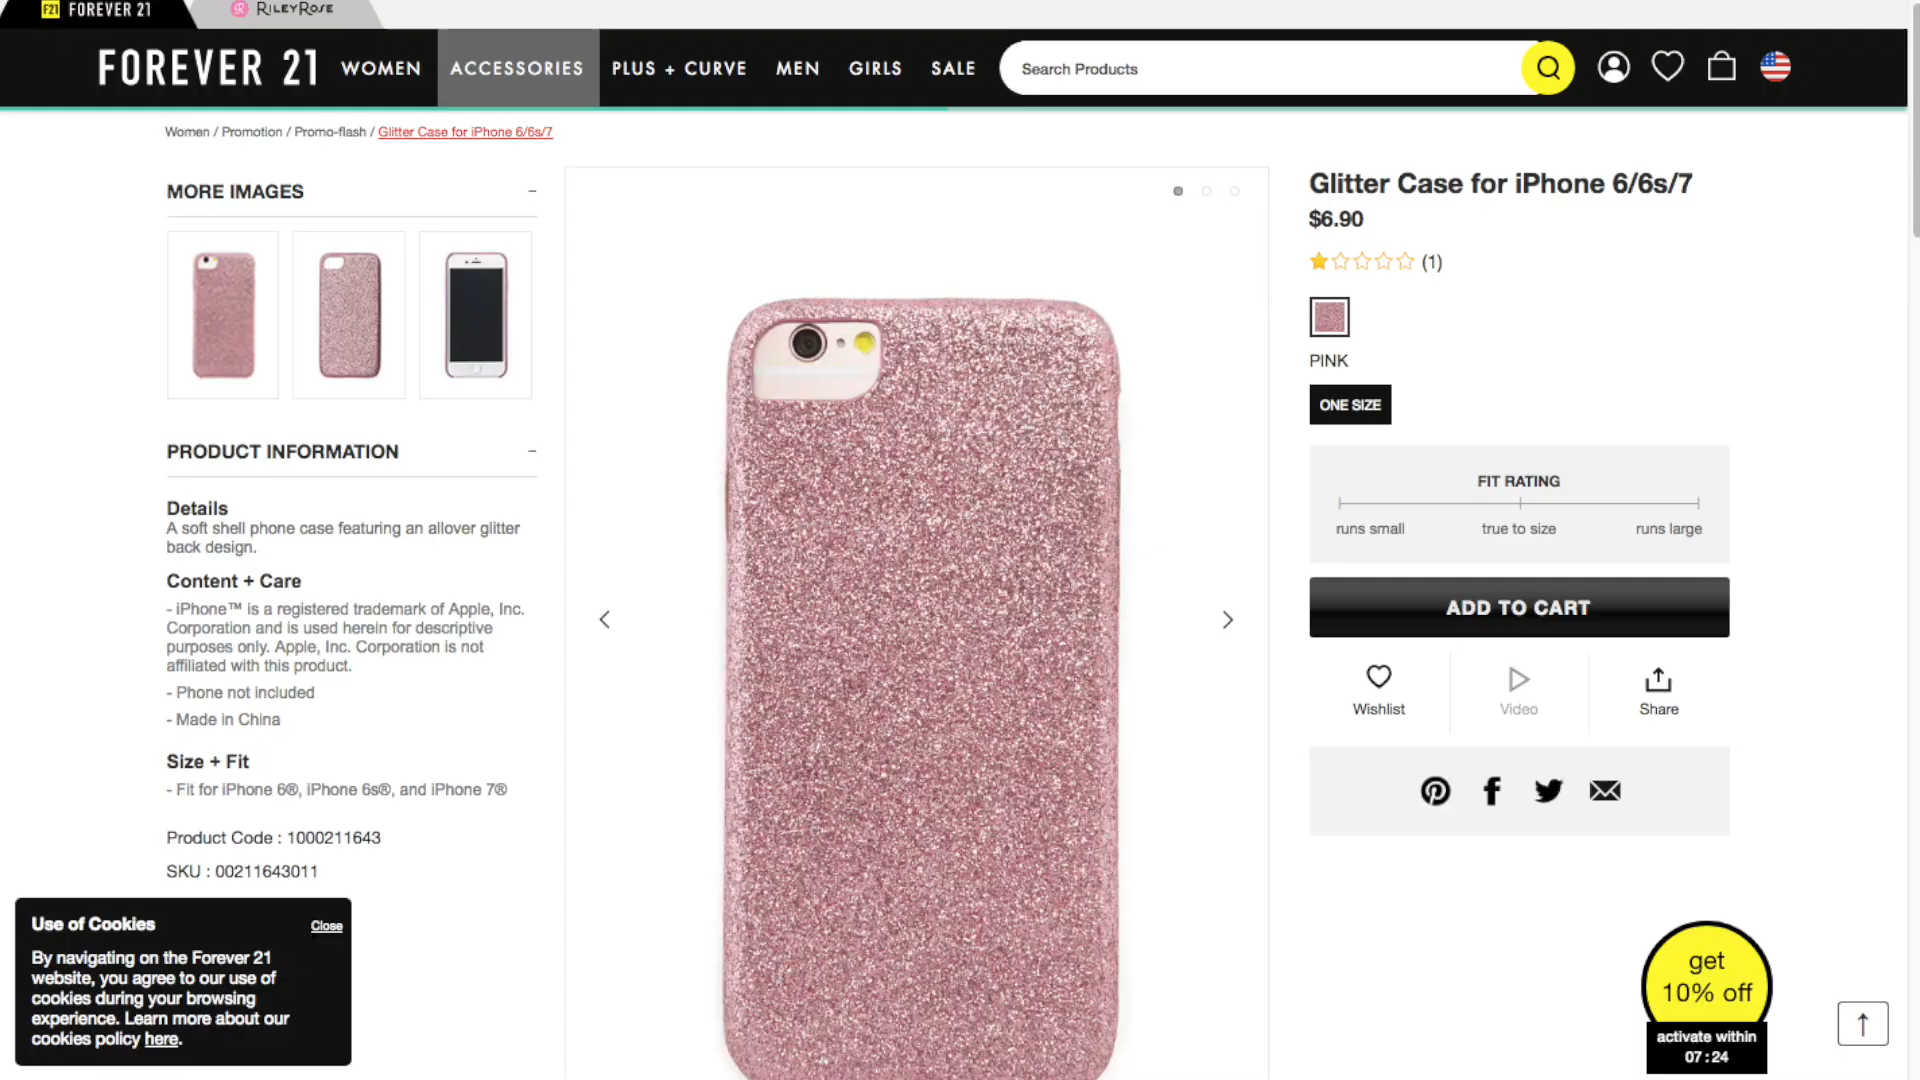 F21 FOREVER 21
RILEYROSE
FOREVER 21
WOMEN
ACCESSORIES
PLUS + CURVE
MEN
GIRLS
SALE
Search Products
Women / Promotion / Promo-flash / Glitter Case for iPhone 6/6s/7
MORE IMAGES
PRODUCT INFORMATION
Details
A soft shell phone case featuring an allover glitter
back design.
Content + Care
- iPhone™ is a registered trademark of Apple, Inc.
Corporation and is used herein for descriptive
purposes only. Apple, Inc. Corporation is not
affiliated with this product.
- Phone not included
- Made in China
Size + Fit
- Fit for iPhone 6®, iPhone 6s®, and iPhone 7®
Product Code : 1000211643
SKU : 00211643011
Use of Cookies
Close
By navigating on the Forever 21
website, you agree to our use of
cookies during your browsing
experience. Learn more about our
cookies policy here.
Glitter Case for iPhone 6/6s/7
$6.90
(1)
PINK
ONE SIZE
FIT RATING
runs small
true to size
runs large
ADD TO CART
Wishlist
Video
Share
get
10% off
activate within
07:24